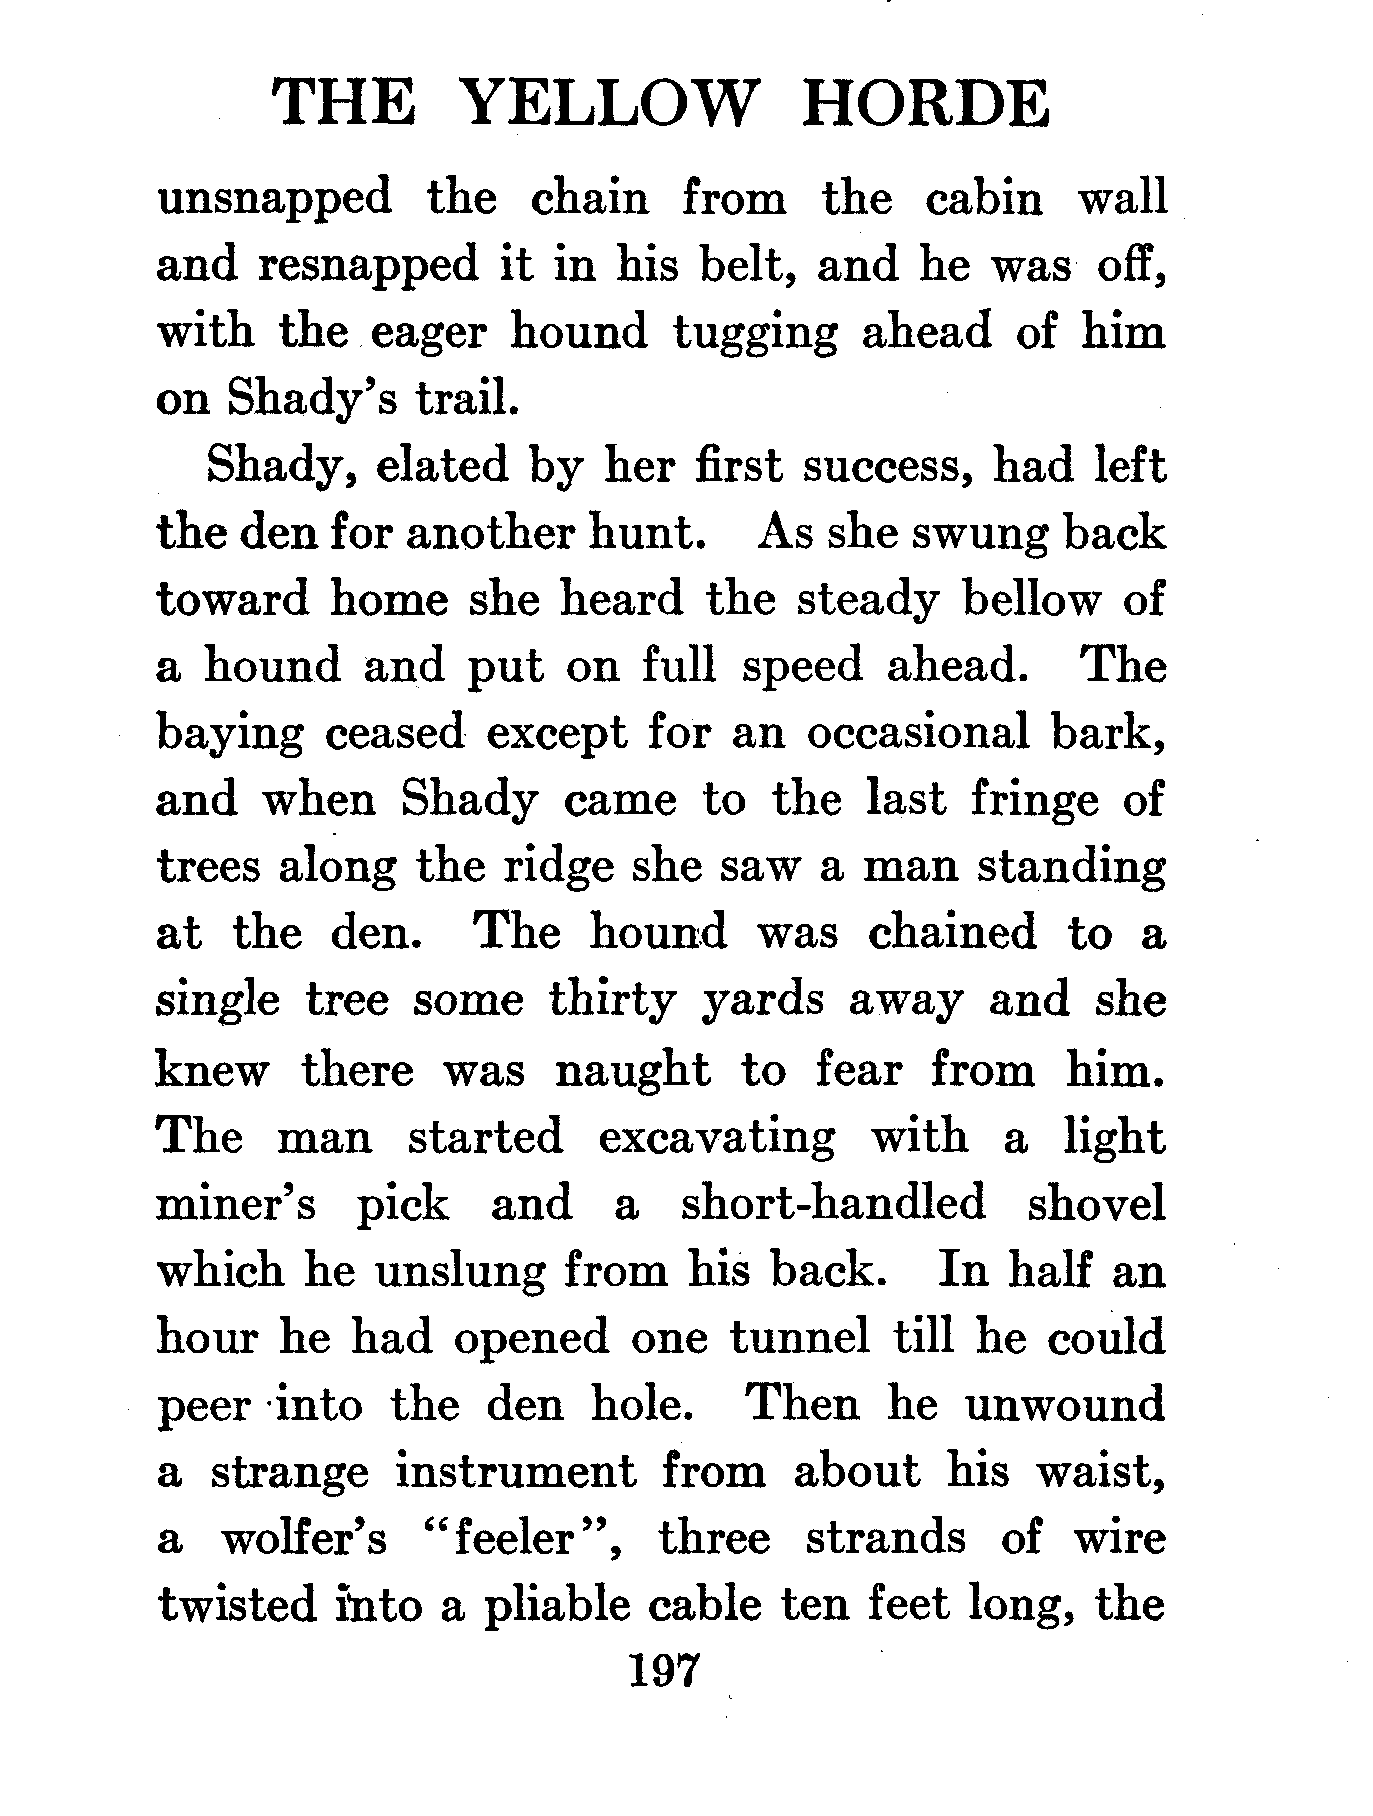 THE YELLOW HORDE
unsnapped the chain from the cabin wall
and resnapped it in his belt, and he was off,
with the eager hound tugging ahead of him
on Shady's trail.
Shady, elated by her first success, had left
the den for another hunt. As she swung back
toward home she heard the steady bellow of
a hound and put on full speed ahead. The
baying ceased except for an occasional bark,
and when Shady came to the last fringe of
trees along the ridge she saw a man standing
at the den. The hound was chained to a
single tree some thirty yards away and she
knew there was naught to fear from him.
The man started excavating with a light
miner's pick and a short-handled shovel
which he unslung from his back. In half an
hour he had opened one tunnel till he could
peer into the den hole. Then he unwound
a strange instrument from about his waist,
a wolfer's "feeler", three strands of wire
twisted into a pliable cable ten feet long, the
197